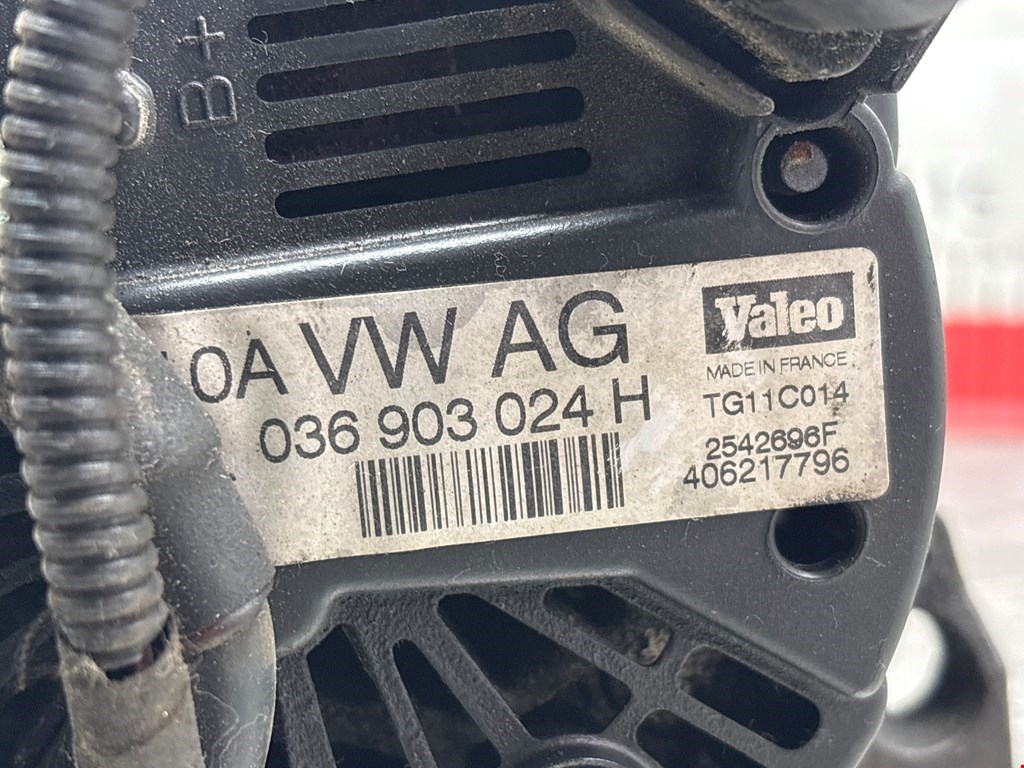 B+
0A VW AG
036 903 024 H
Valeo
MADE IN FRANCE
TG11C014
2542696F
406217796